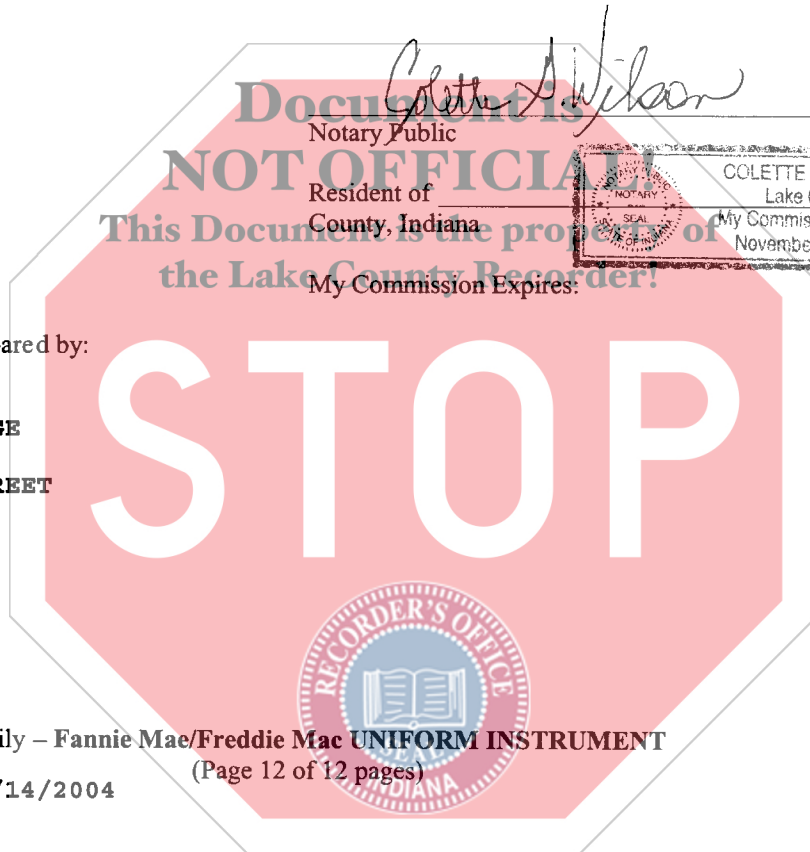 Colette S. Wilson
Document is
Notary Public
NOT OFFICIAL!
COLETTE
Resident of
Lake
NOTARY PUBLIC
NOTARY
SEAL
STATE OF INDIANA
This Document is the property of
County, Indiana
My Commis
Novembe
the Lake County Recorder!
My Commission Expires:
ared by:
GE
REET
STOP
RECORDER'S OFFICE
SEAL
INDIANA
ily – Fannie Mae/Freddie Mac UNIFORM INSTRUMENT
(Page 12 of 12 pages)
/14/2004